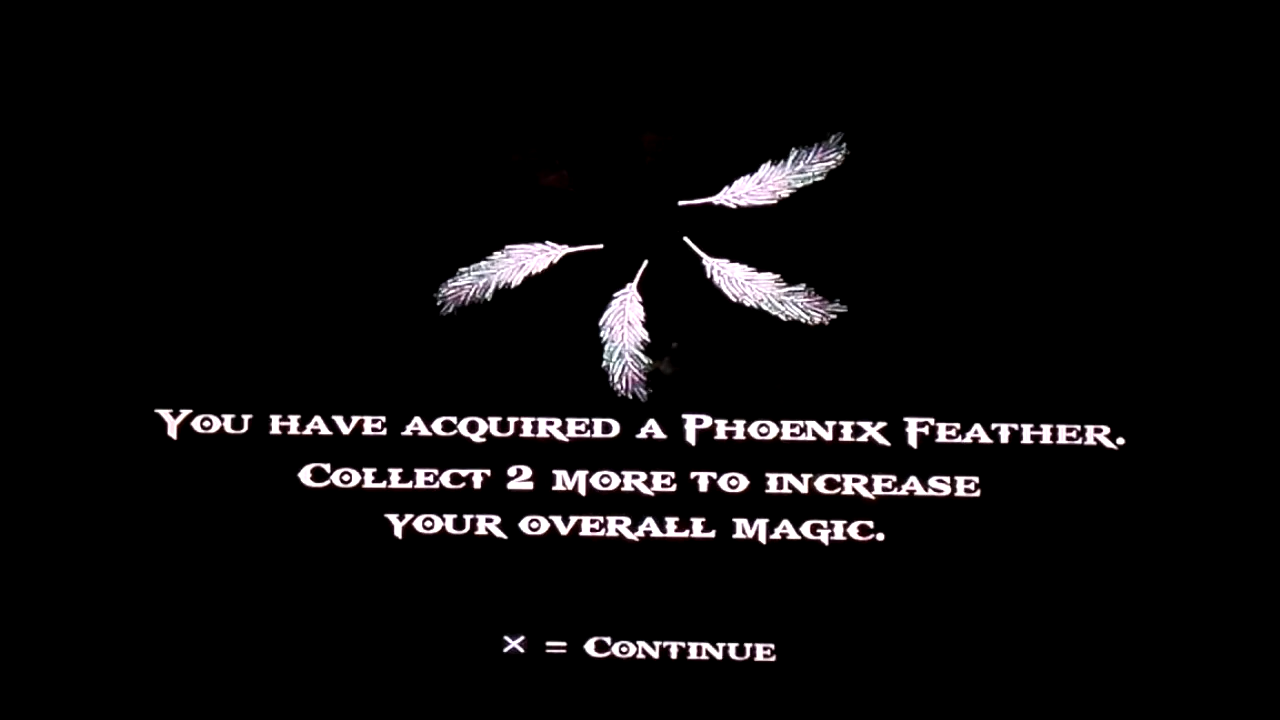 You have acquired a Phoenix Feather.
Collect 2 more to increase
your overall magic.
× = Continue